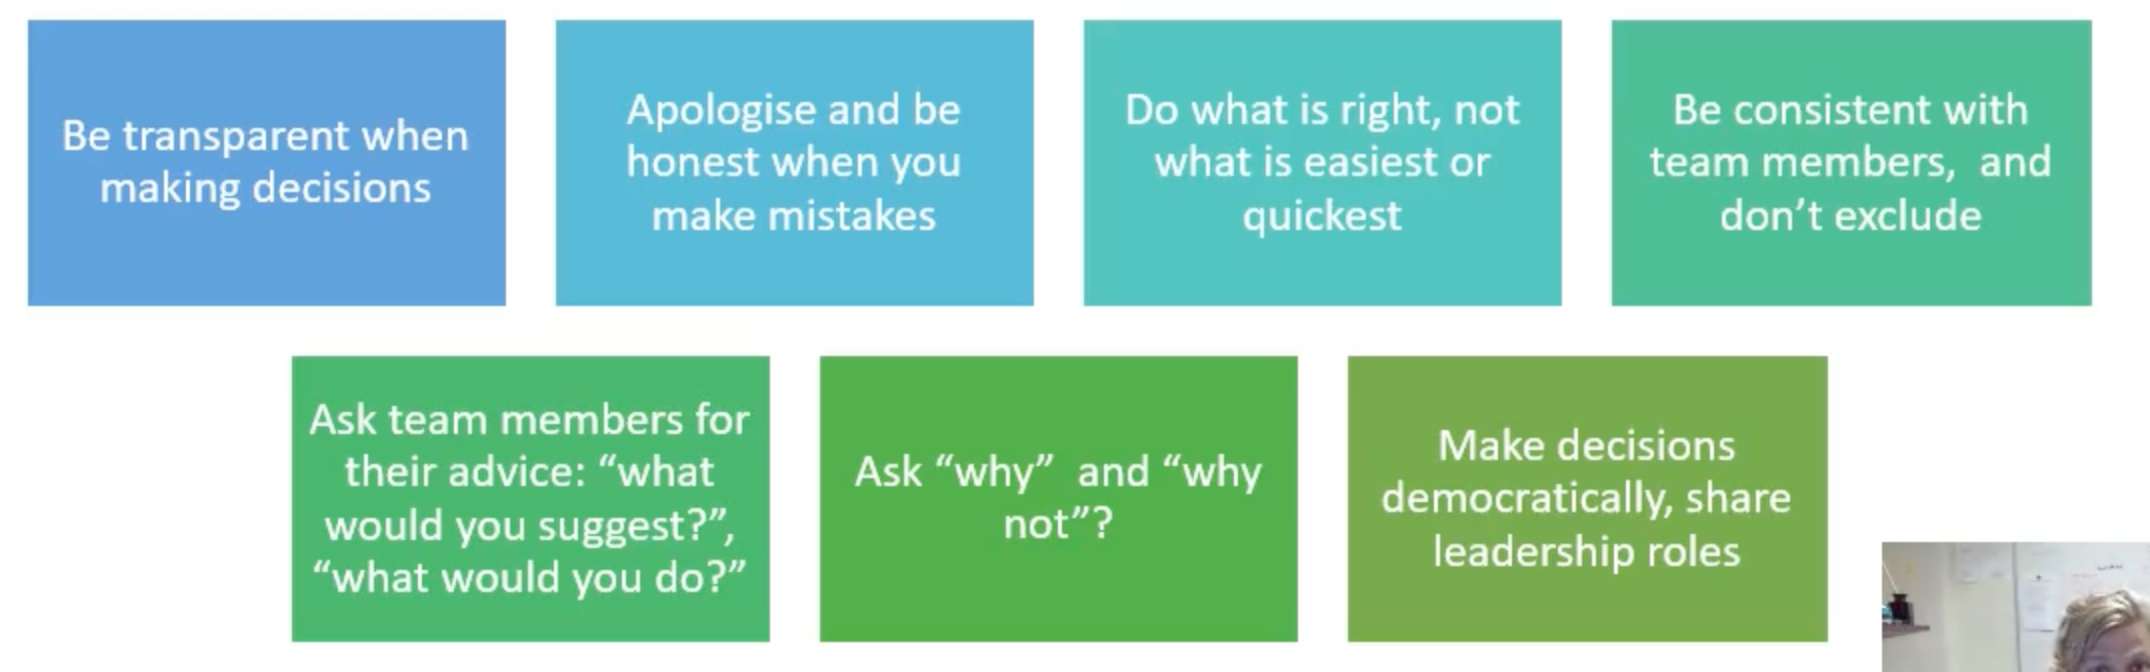 Be transparent when
making decisions
Apologise and be
honest when you
make mistakes
Do what is right, not
what is easiest or
quickest
Be consistent with
team members,  and
don’t exclude
Ask team members for
their advice: “what
would you suggest?”,
“what would you do?”
Ask “why”  and “why
not”?
Make decisions
democratically, share
leadership roles